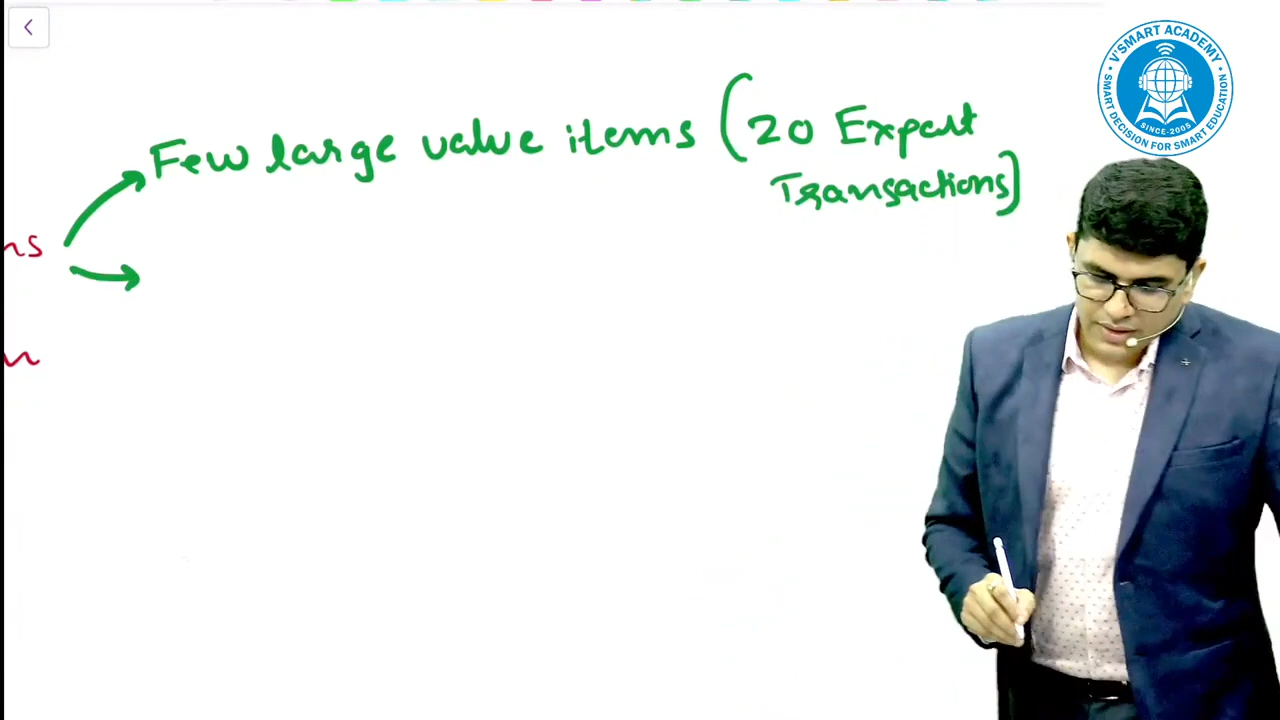 Few large value items (20 Export
Transactions)
V'SMART ACADEMY
SINCE-2005
SMART DECISION FOR SMART EDUCATION